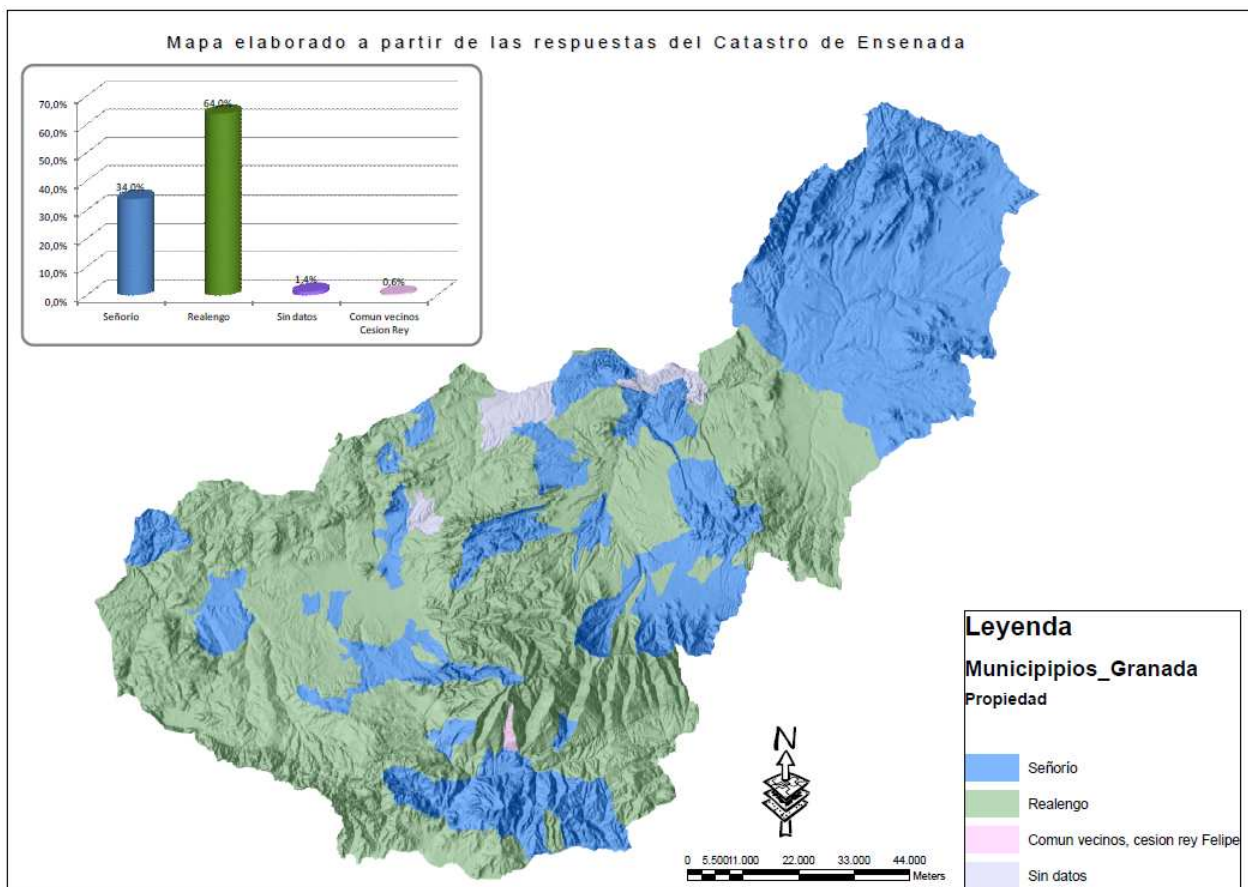 Mapa elaborado a partir de las respuestas del Catastro de Ensenada
70,0%
60,0%
50,0%
40,0%
30,0%
20,0%
10,0%
0,0%
34,0%
64,0%
1,4%
0,6%
Señorío
Realengo
Sin datos
Comun vecinos
Cesion Rey
Leyenda
Municipipios_Granada
Propiedad
Señorío
Realengo
Comun vecinos, cesion rey Felipe
Sin datos
N
0 5.50011.000 22.000 33.000 44.000
Meters